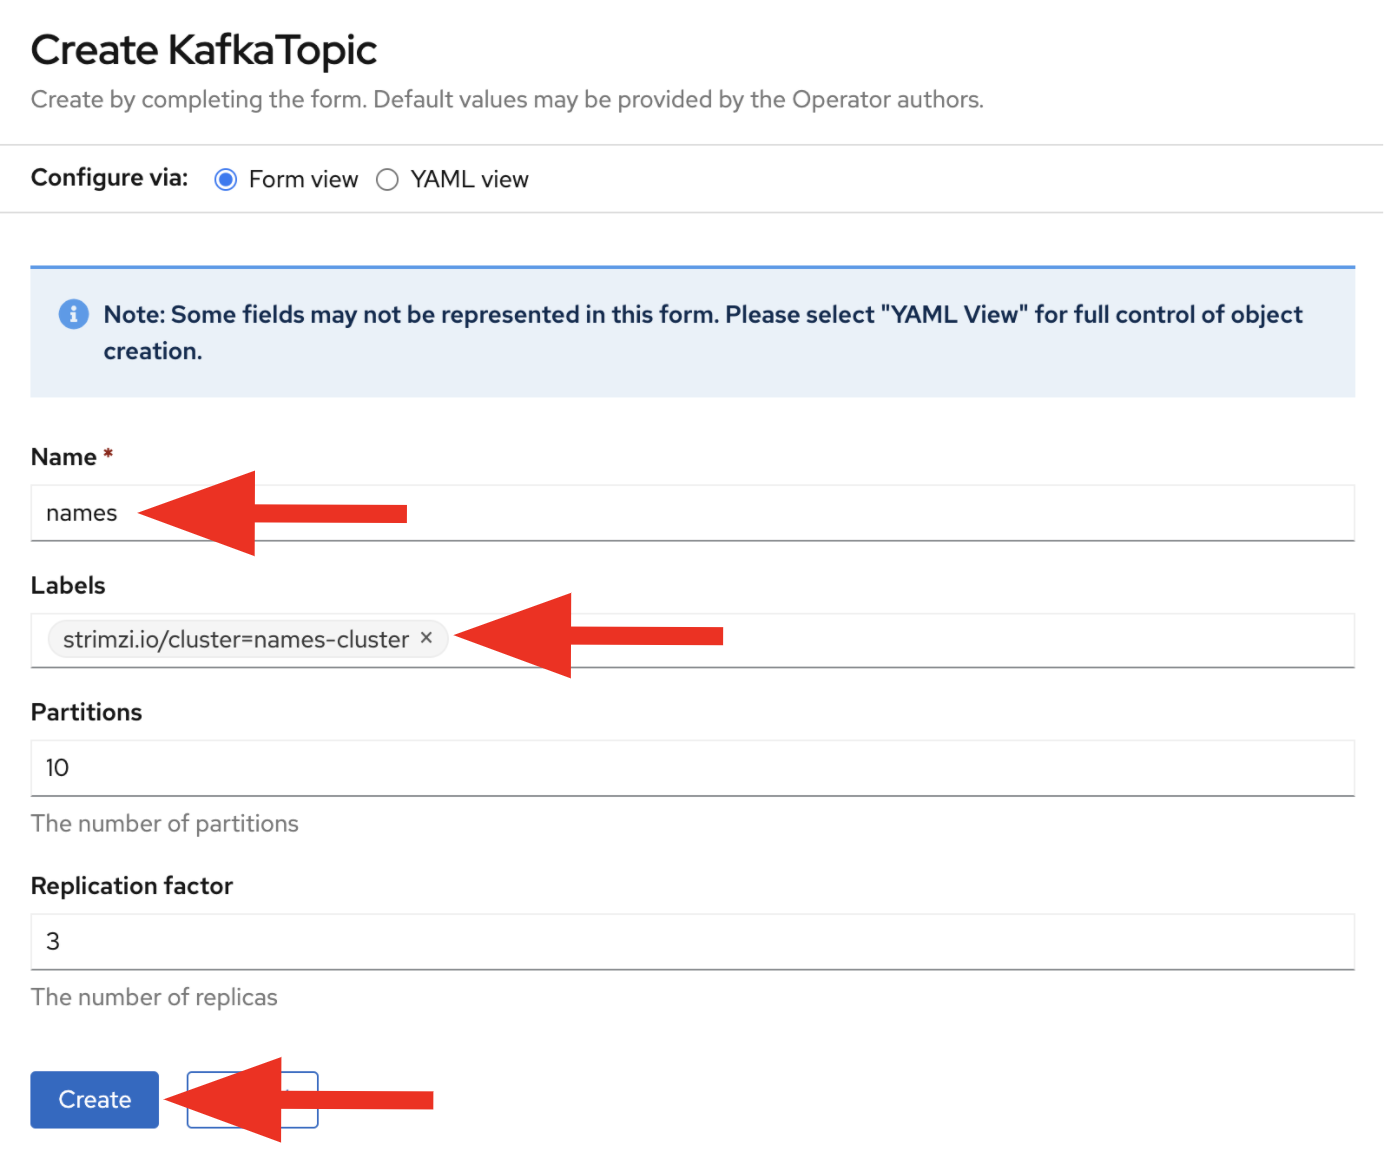 Create KafkaTopic
Create by completing the form. Default values may be provided by the Operator authors.
Configure via: Form view YAML view
Note: Some fields may not be represented in this form. Please select "YAML View" for full control of object
creation.
Name *
names
Labels
strimzi.io/cluster=names-cluster ×
Partitions
10
The number of partitions
Replication factor
3
The number of replicas
Create